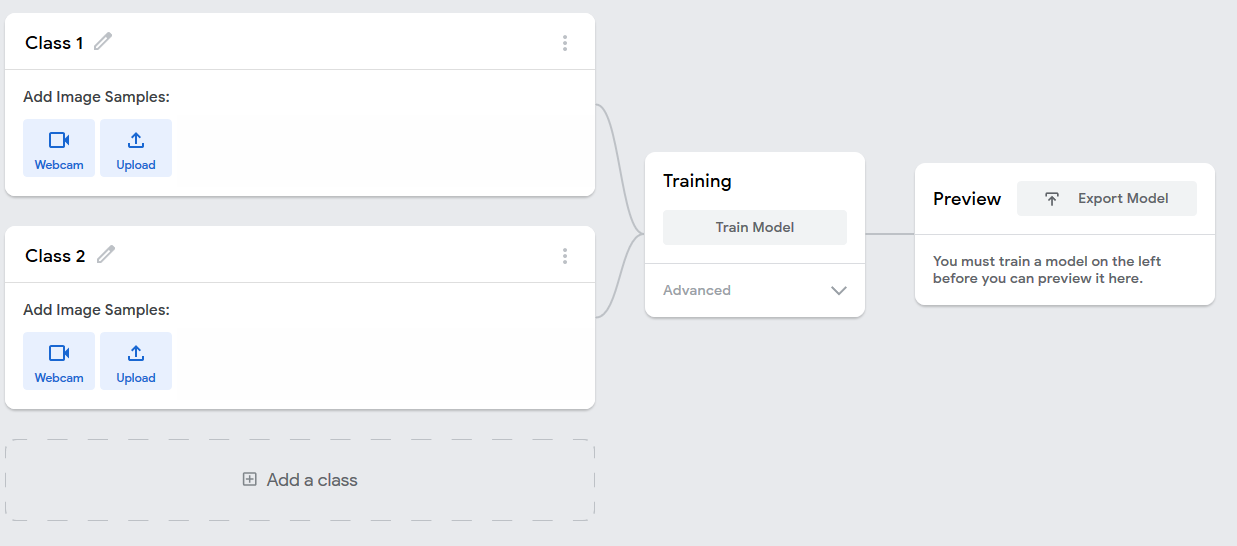 Class 1
Add Image Samples:
Webcam Upload
Class 2
Add Image Samples:
Webcam Upload
Add a class
Training
Train Model
Advanced
Preview Export Model
You must train a model on the left
before you can preview it here.